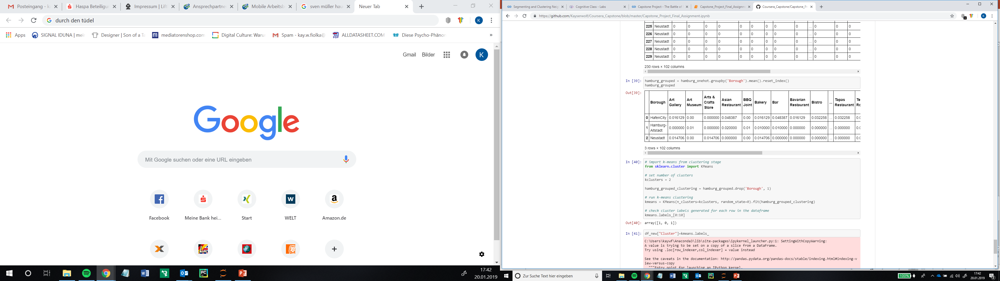 Posteingang - ka
Haspa Beteiligu
Impressum | Lift
Ansprechpartne
Mobile Arbeitsb
sven müller hau
Neuer Tab
durch den tüdel
K
Apps
SIGNAL IDUNA | mei
Designer | Son of a Ta
mediatorenshop.com
Digital Culture: Waru
Spam - kay.w.fiolka@
ALLDATASHEET.COM
Diese Psycho-Phänon
»
Gmail
Bilder
K
Google
Mit Google suchen oder eine URL eingeben
Facebook
Meine Bank hei...
Start
WELT
Amazon.de
17:42
20.01.2019
Segmenting and Clustering Neig
Cognitive Class - Labs
Capstone Project - The Battle of
Capstone_Project_Final_Assignm
Coursera_Capstone/Capstone_Pr
https://github.com/Kayserwolf/Coursera_Capstone/blob/master/Capstone_Project_Final_Assignment.ipynb
3
K
225 Neustadt 0 0 0 0 0 0 0 0 0 ... 0 0 0
226 Neustadt 0 0 0 0 0 0 0 0 0 ... 0 0 0
227 Neustadt 0 0 0 0 0 0 0 0 0 ... 0 0 0
228 Neustadt 0 0 0 0 0 0 0 0 0 ... 0 0 0
229 Neustadt 0 0 0 0 0 0 0 0 0 ... 0 0 0
230 rows × 102 columns
In [39]: hamburg_grouped = hamburg_onehot.groupby('Borough').mean().reset_index()
hamburg_grouped
Out[39]:
Borough Art Gallery Art Museum Arts & Crafts Store Asian Restaurant BBQ Joint Bakery Bar Bavarian Restaurant Bistro ... Tapas Restaurant Te Ro
0 HafenCity 0.016129 0.00 0.000000 0.048387 0.00 0.016129 0.048387 0.016129 0.032258 ... 0.032258 0.0
1 Hamburg-Altstadt 0.000000 0.01 0.000000 0.020000 0.01 0.010000 0.010000 0.000000 0.000000 ... 0.000000 0.0
2 Neustadt 0.014706 0.00 0.014706 0.000000 0.00 0.014706 0.000000 0.000000 0.000000 ... 0.000000 0.0
3 rows × 102 columns
In [40]: # import k-means from clustering stage
from sklearn.cluster import KMeans
# set number of clusters
kclusters = 2
hamburg_grouped_clustering = hamburg_grouped.drop('Borough', 1)
# run k-means clustering
kmeans = KMeans(n_clusters=kclusters, random_state=0).fit(hamburg_grouped_clustering)
# check cluster labels generated for each row in the dataframe
kmeans.labels_[0:10]
Out[40]: array([1, 0, 1])
In [41]: df_new["Cluster"]=kmeans.labels_
C:\Users\kaywf\Anaconda3\lib\site-packages\ipykernel_launcher.py:1: SettingWithCopyWarning:
A value is trying to be set on a copy of a slice from a DataFrame.
Try using .loc[row_indexer,col_indexer] = value instead
See the caveats in the documentation: http://pandas.pydata.org/pandas-docs/stable/indexing.html#indexing-v
iew-versus-copy
"""Entry point for launching an IPython kernel.
Zur Suche Text hier eingeben
100%
17:42
20.01.2019
2